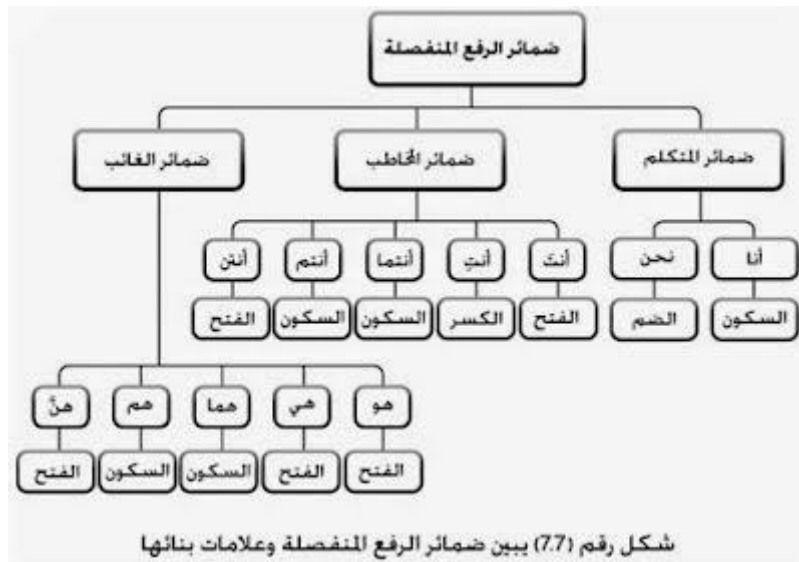 ضمائر الرفع المنفصلة
ضمائر المتكلم ضمائر المخاطب ضمائر الغائب
أنا نحن أنتَ أنتِ أنتما أنتم أنتن
السكون الضم الفتح الكسر السكون السكون الفتح
هو هي هما هم هنَّ
الفتح الفتح السكون السكون الفتح
شكل رقم (7.7) يبين ضمائر الرفع المنفصلة وعلامات بنائها